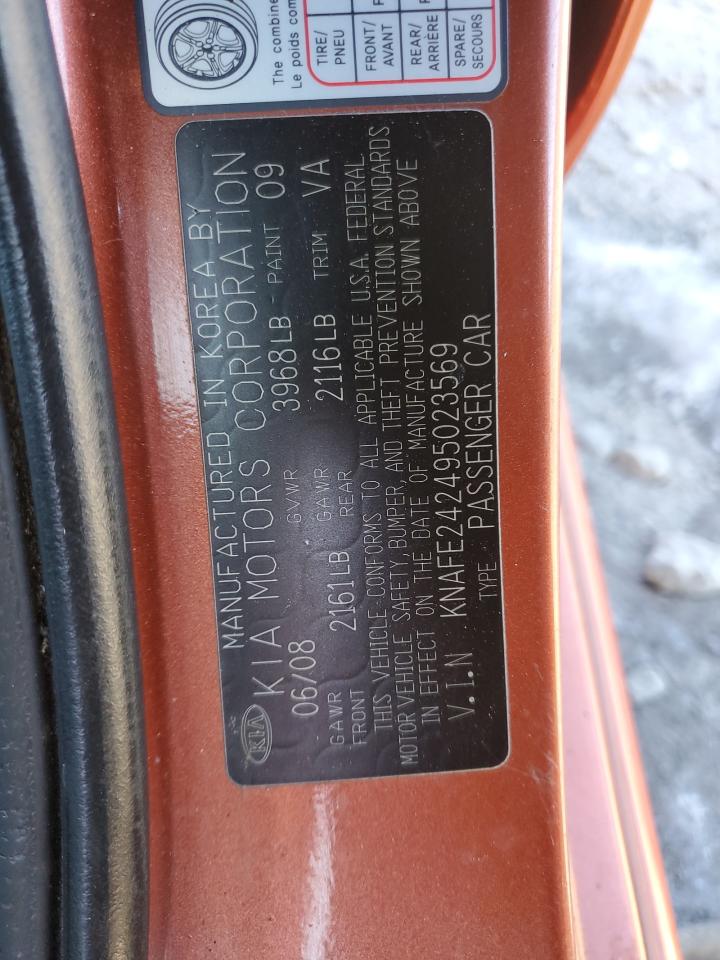 The combine
Le poids com
TIRE/
PNEU
FRONT/
AVANT
REAR/
ARRIÈRE
SPARE/
SECOURS
MANUFACTURED IN KOREA BY
KIA KIA MOTORS CORPORATION
06/08 GVWR 3968LB PAINT 09
GAWR FRONT 2161LB GAWR REAR 2116LB TRIM VA
THIS VEHICLE CONFORMS TO ALL APPLICABLE U.S.A. FEDERAL
MOTOR VEHICLE SAFETY, BUMPER, AND THEFT PREVENTION STANDARDS
IN EFFECT ON THE DATE OF MANUFACTURE SHOWN ABOVE
V.I.N KNAFE242495023569
TYPE PASSENGER CAR